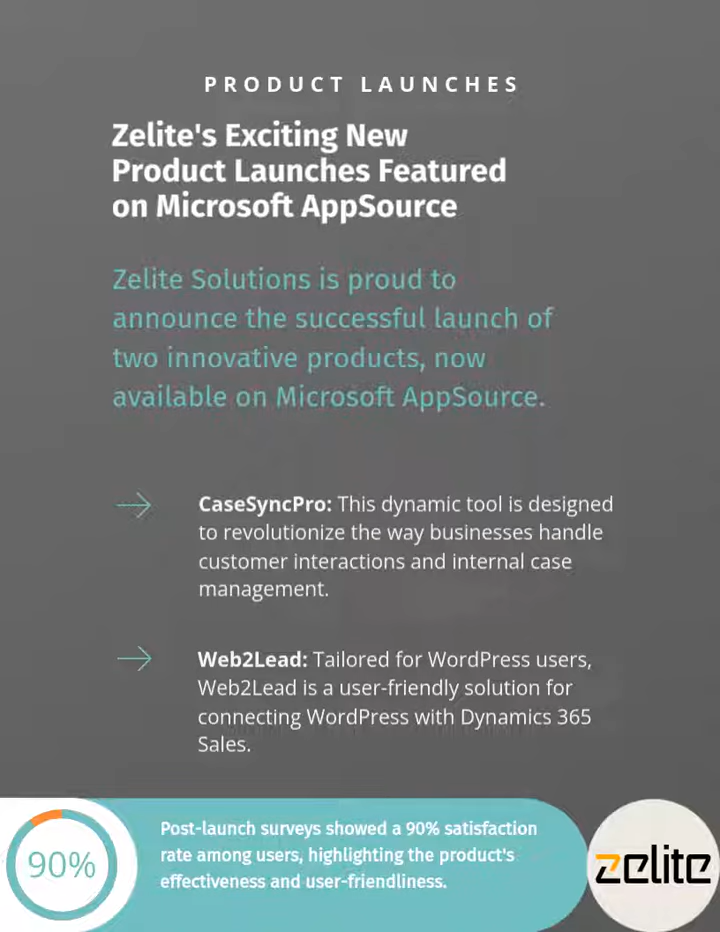 PRODUCT LAUNCHES
Zelite's Exciting New
Product Launches Featured
on Microsoft AppSource
Zelite Solutions is proud to
announce the successful launch of
two innovative products, now
available on Microsoft AppSource.
CaseSyncPro: This dynamic tool is designed
to revolutionize the way businesses handle
customer interactions and internal case
management.
Web2Lead: Tailored for WordPress users,
Web2Lead is a user-friendly solution for
connecting WordPress with Dynamics 365
Sales.
90%
Post-launch surveys showed a 90% satisfaction
rate among users, highlighting the product's
effectiveness and user-friendliness.
zelite